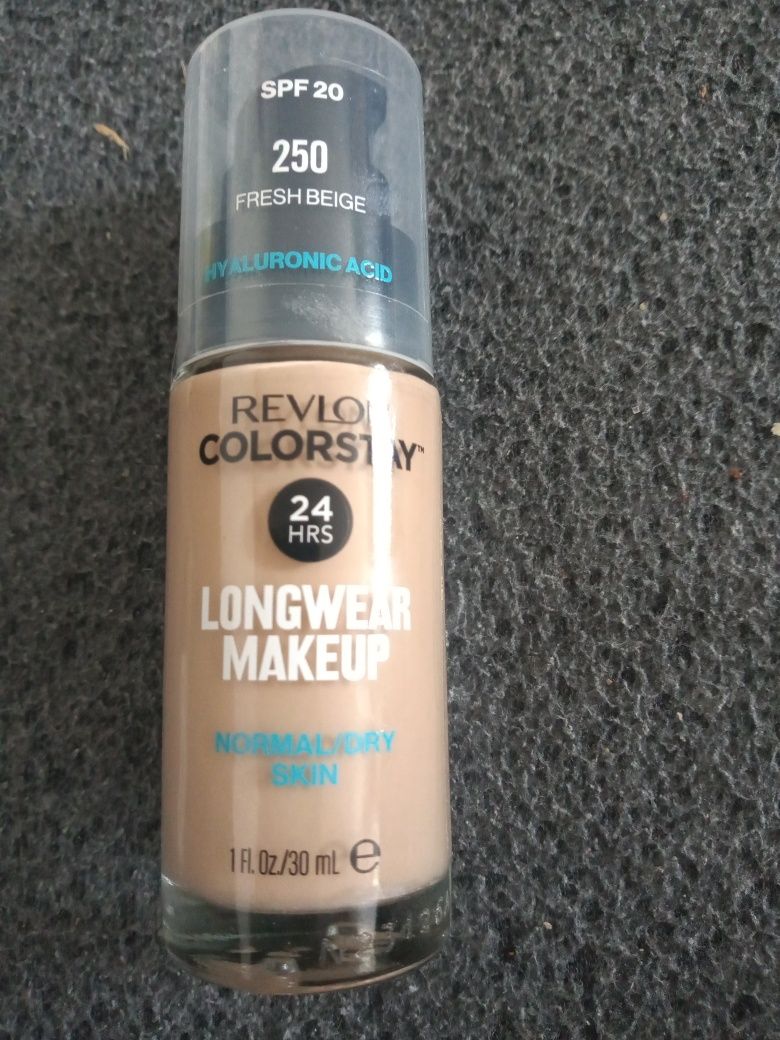 SPF 20
250
FRESH BEIGE
HYALURONIC ACID
REVLON
COLORSTAY™
24
HRS
LONGWEAR
MAKEUP
NORMAL/DRY
SKIN
1 Fl. Oz./30 mL e